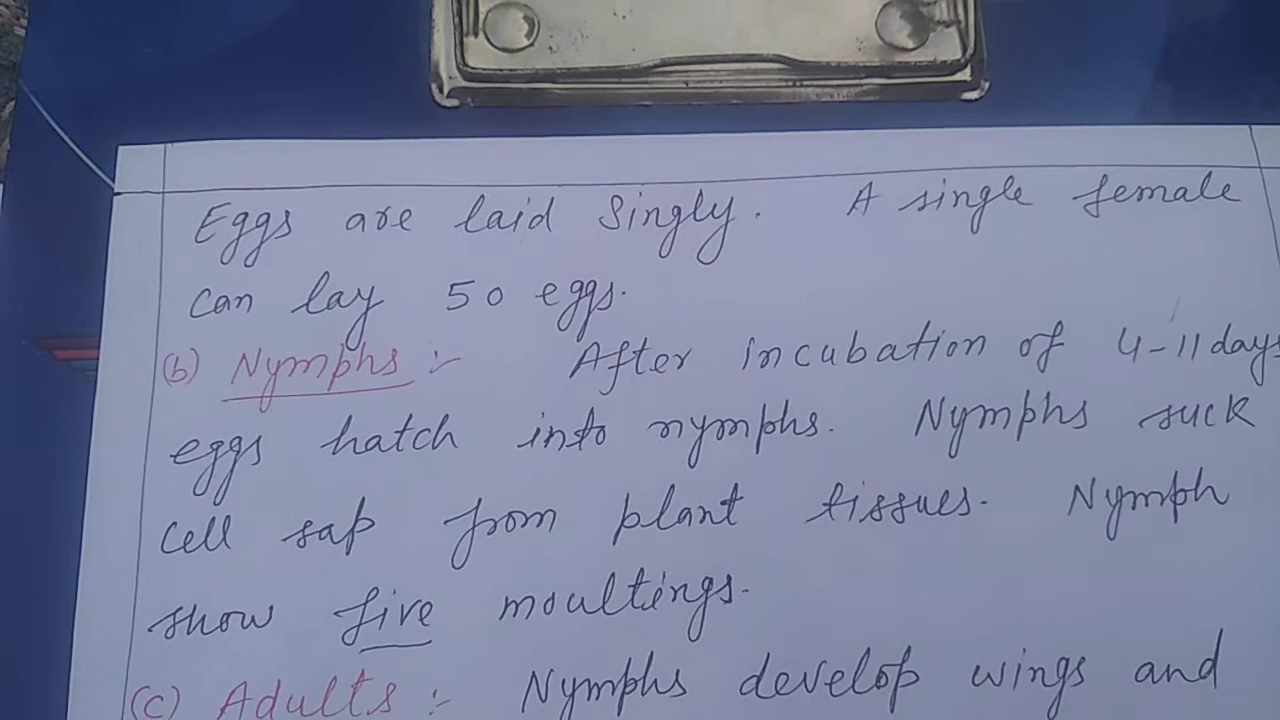 Eggs are laid Singly. A single female
can lay 50 eggs.
(b) Nymphs :- After incubation of 4-11 days
eggs hatch into nymphs. Nymphs suck
cell sap from plant tissues. Nymph
show five moultings.
(c) Adults :- Nymphs develop wings and